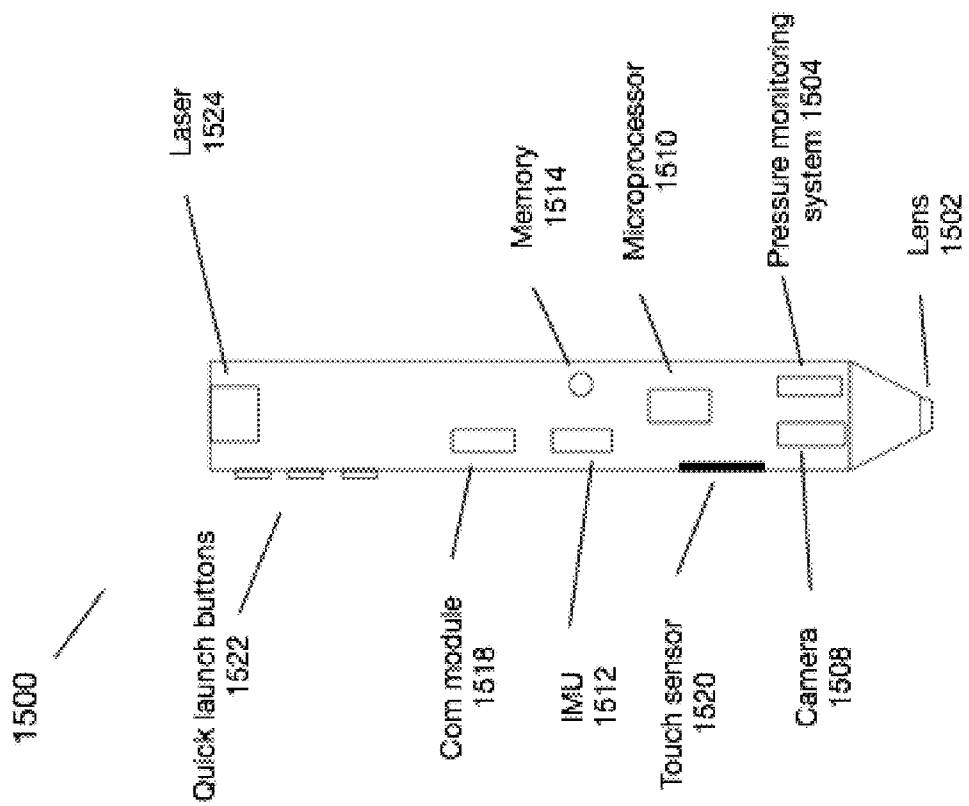 1500
Quick launch buttons
1522
Com module
1518
IMU
1512
Touch sensor
1520
Camera
1508
Laser
1524
Memory
1514
Microprocessor
1510
Pressure monitoring
system 1504
Lens
1502